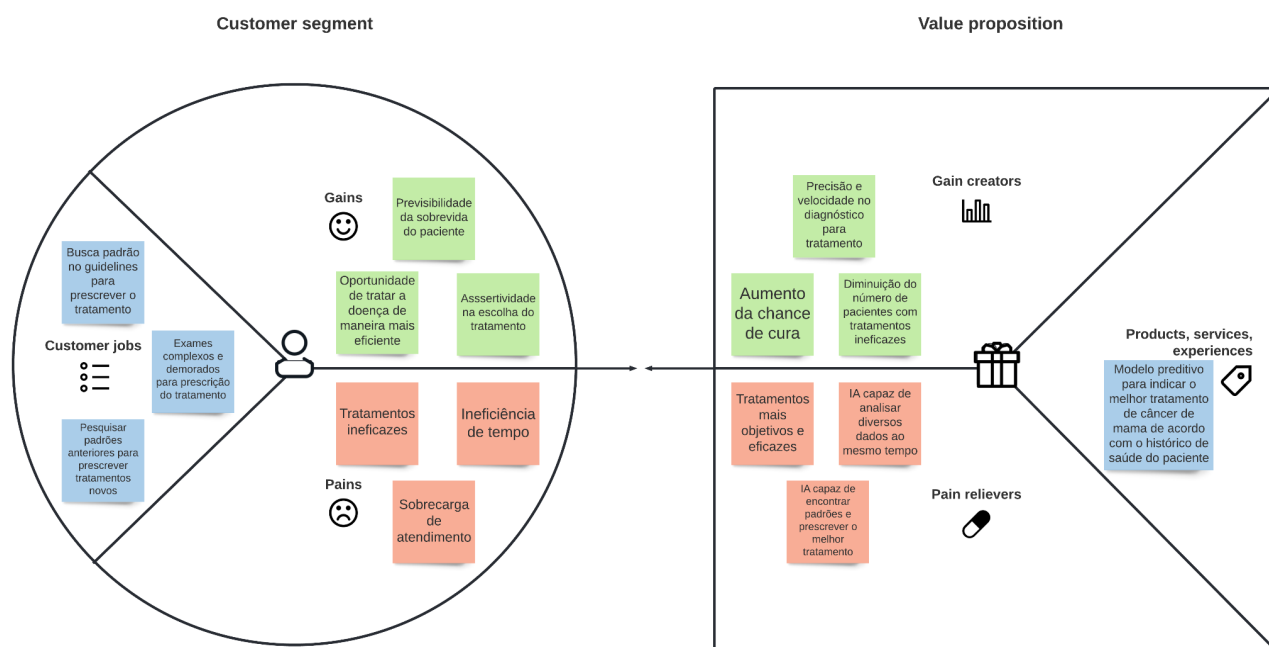 Customer segment
Value proposition
Gains
Previsibilidade
da sobrevida
do paciente
Oportunidade
de tratar a
doença de
maneira mais
eficiente
Asssertividade
na escolha do
tratamento
Busca padrão
no guidelines
para
prescrever o
tratamento
Customer jobs
Exames
complexos e
demorados
para prescrição
do tratamento
Pesquisar
padrões
anteriores para
prescrever
tratamentos
novos
Tratamentos
ineficazes
Ineficiência
de tempo
Pains
Sobrecarga
de
atendimento
Precisão e
velocidade no
diagnóstico
para
tratamento
Gain creators
Aumento
da chance
de cura
Diminuição do
número de
pacientes com
tratamentos
ineficazes
Products, services,
experiences
Modelo preditivo
para indicar o
melhor tratamento
de câncer de
mama de acordo
com o histórico de
saúde do paciente
Tratamentos
mais
objetivos e
eficazes
IA capaz de
analisar
diversos
dados ao
mesmo tempo
IA capaz de
encontrar
padrões e
prescrever o
melhor
tratamento
Pain relievers